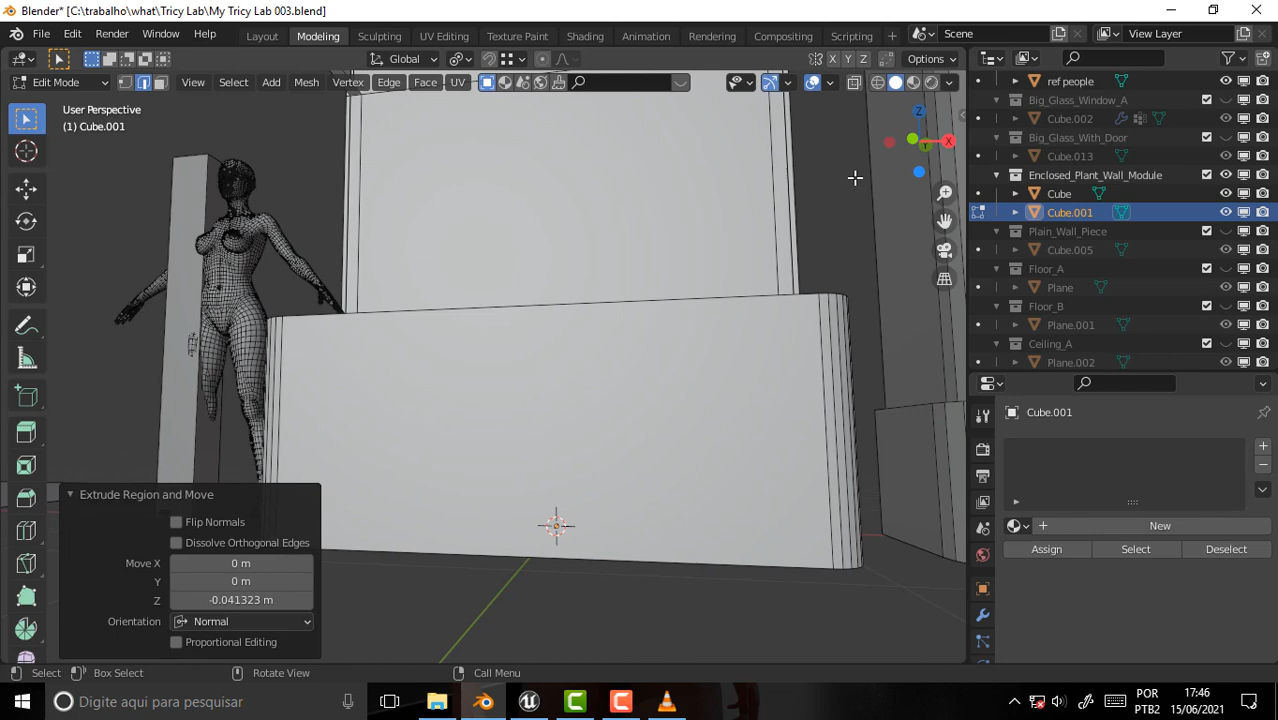 Blender* [C:\trabalho\what\Tricy Lab\My Tricy Lab 003.blend]
File Edit Render Window Help Layout Modeling Sculpting UV Editing Texture Paint Shading Animation Rendering Compositing Scripting + Scene View Layer
Global X Y Z Options
Edit Mode View Select Add Mesh Vertex Edge Face UV
User Perspective
(1) Cube.001
Z
X
Y
ref people
Big_Glass_Window_A
Cube.002
Big_Glass_With_Door
Cube.013
Enclosed_Plant_Wall_Module
Cube
Cube.001
Plain_Wall_Piece
Cube.005
Floor_A
Plane
Floor_B
Plane.001
Ceiling_A
Plane.002
Cube.001
New
Assign Select Deselect
Extrude Region and Move
Flip Normals
Dissolve Orthogonal Edges
Move X 0 m
Y 0 m
Z -0.041323 m
Orientation Normal
Proportional Editing
Select Box Select Rotate View Call Menu
Digite aqui para pesquisar
POR
PTB2
17:46
15/06/2021